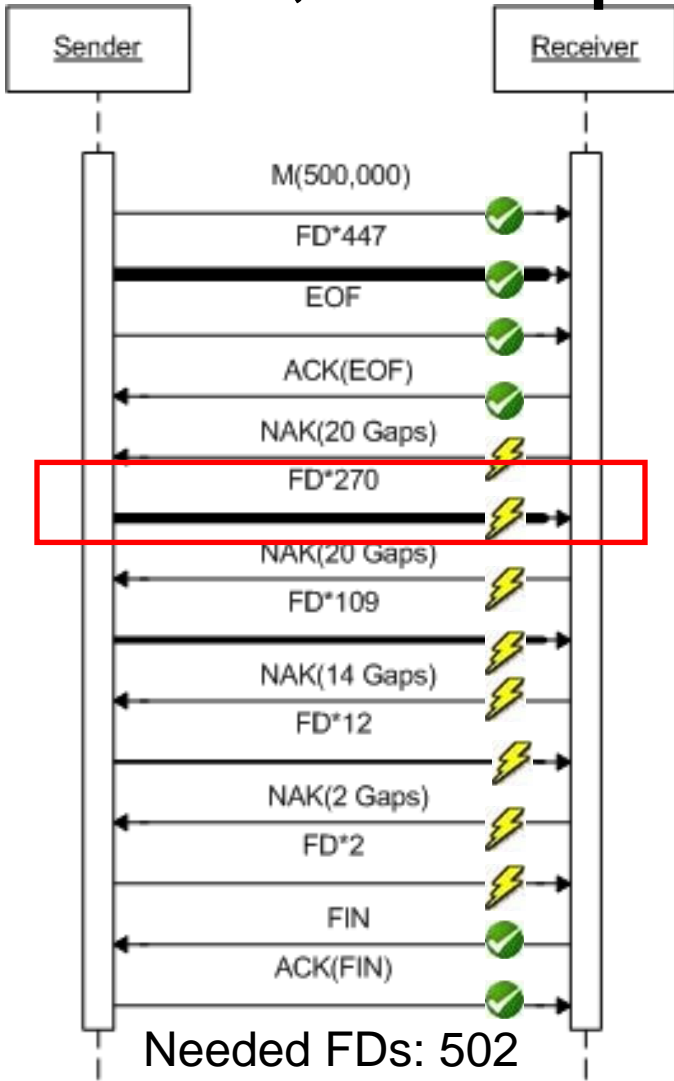 Sender
Receiver
M(500,000)
FD*447
EOF
ACK(EOF)
NAK(20 Gaps)
FD*270
NAK(20 Gaps)
FD*109
NAK(14 Gaps)
FD*12
NAK(2 Gaps)
FD*2
FIN
ACK(FIN)
Needed FDs: 502